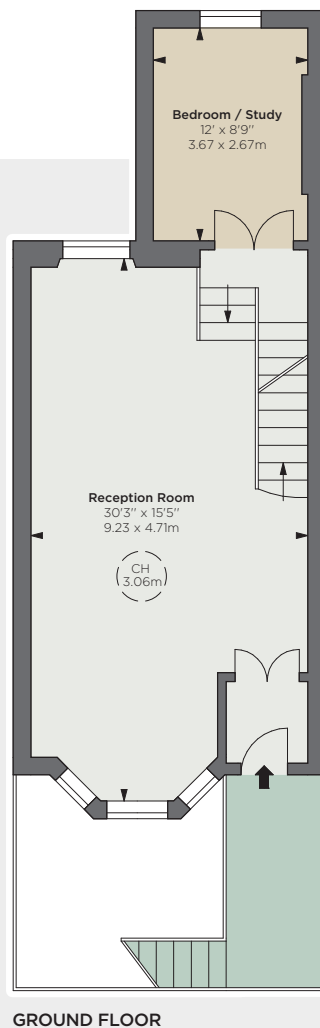 Bedroom / Study
12' x 8'9''
3.67 x 2.67m
Reception Room
30'3'' x 15'5''
9.23 x 4.71m
CH
3.06m
GROUND FLOOR